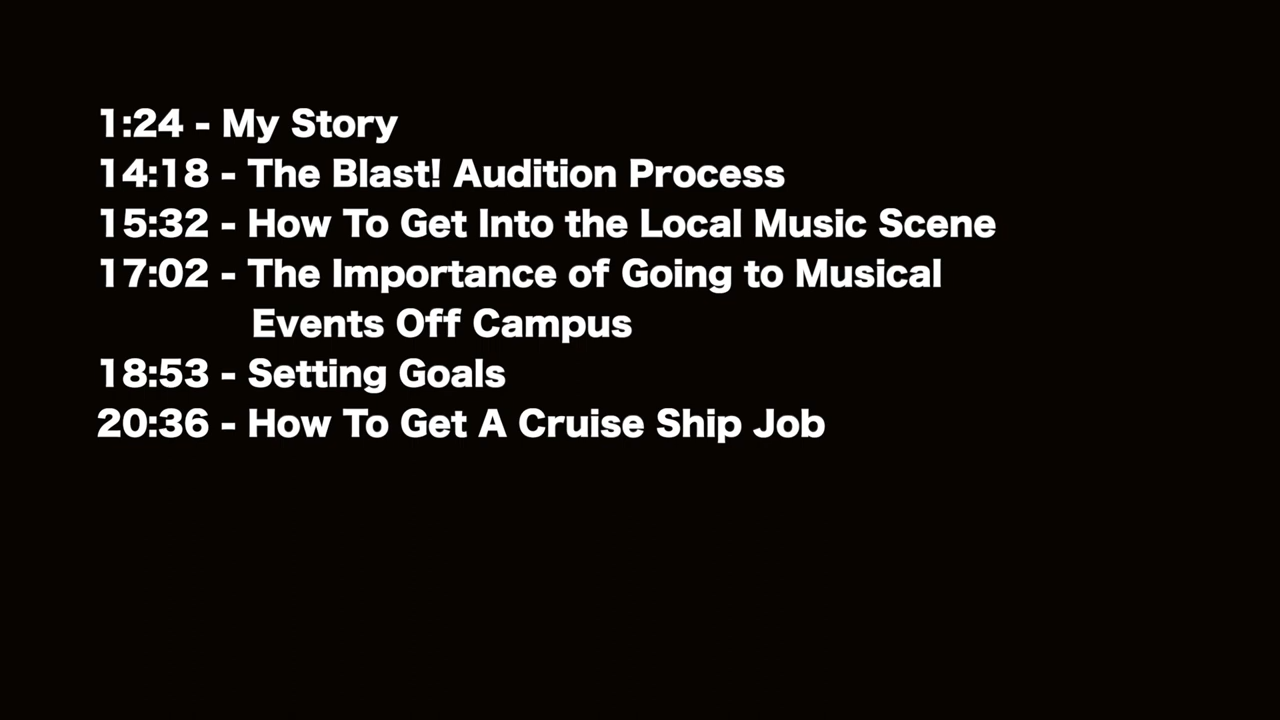 1:24 - My Story
14:18 - The Blast! Audition Process
15:32 - How To Get Into the Local Music Scene
17:02 - The Importance of Going to Musical
Events Off Campus
18:53 - Setting Goals
20:36 - How To Get A Cruise Ship Job